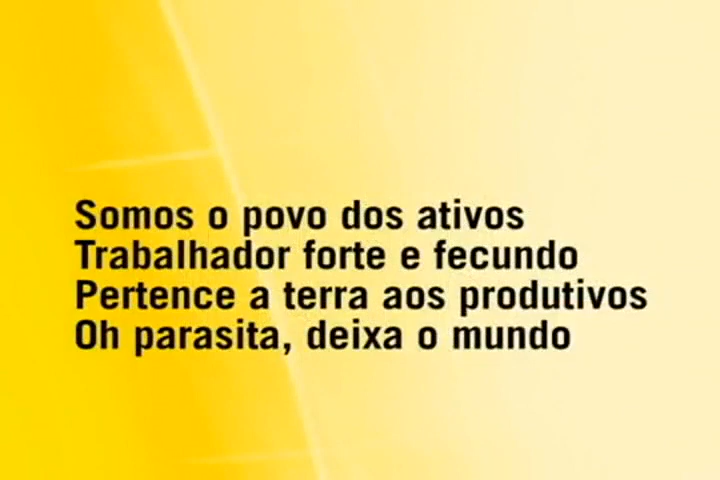 Somos o povo dos ativos
Trabalhador forte e fecundo
Pertence a terra aos produtivos
Oh parasita, deixa o mundo